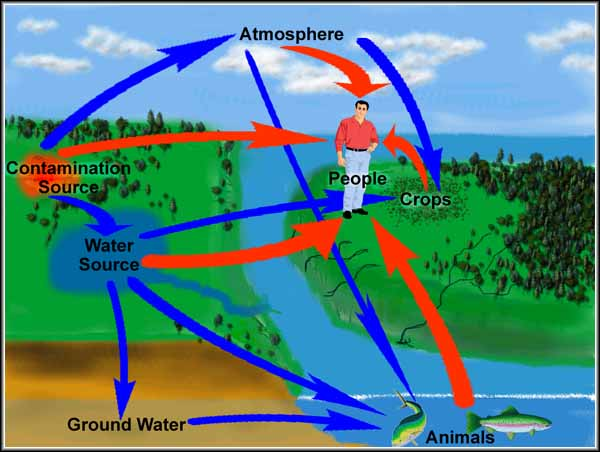 Atmosphere
Contamination
Source
People
Crops
Water
Source
Ground Water
Animals